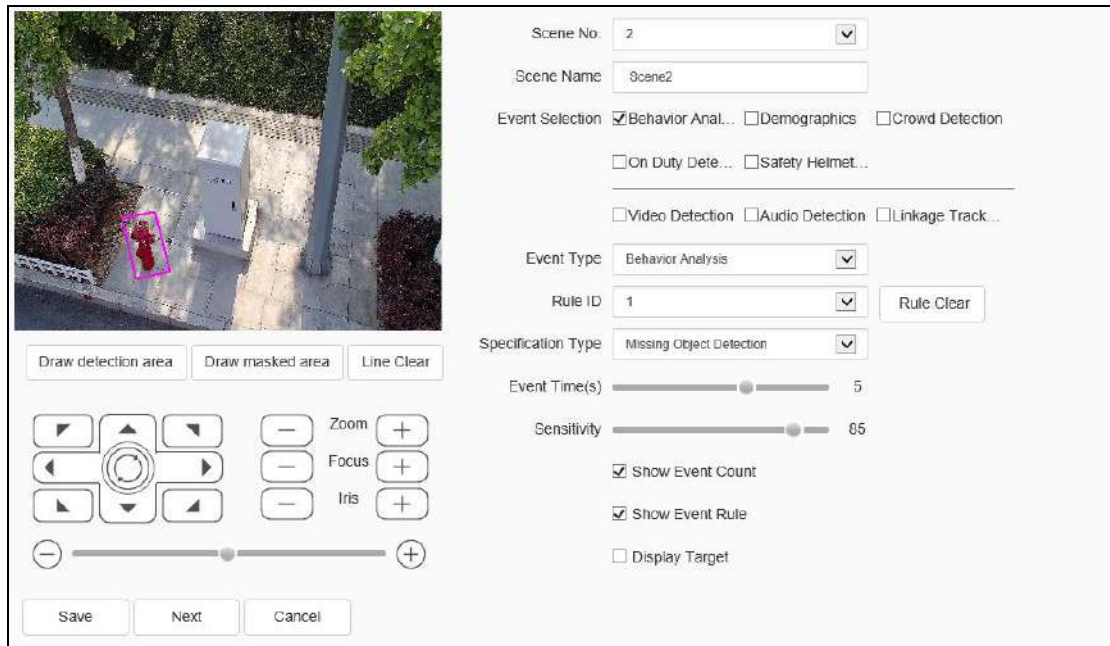 Scene No. 2
Scene Name Scene2
Event Selection Behavior Anal... Demographics Crowd Detection
On Duty Dete... Safety Helmet...
Video Detection Audio Detection Linkage Track...
Event Type Behavior Analysis
Rule ID 1 Rule Clear
Specification Type Missing Object Detection
Event Time(s) 5
Sensitivity 85
Show Event Count
Show Event Rule
Display Target
Draw detection area Draw masked area Line Clear
Zoom
Focus
Iris
Save Next Cancel